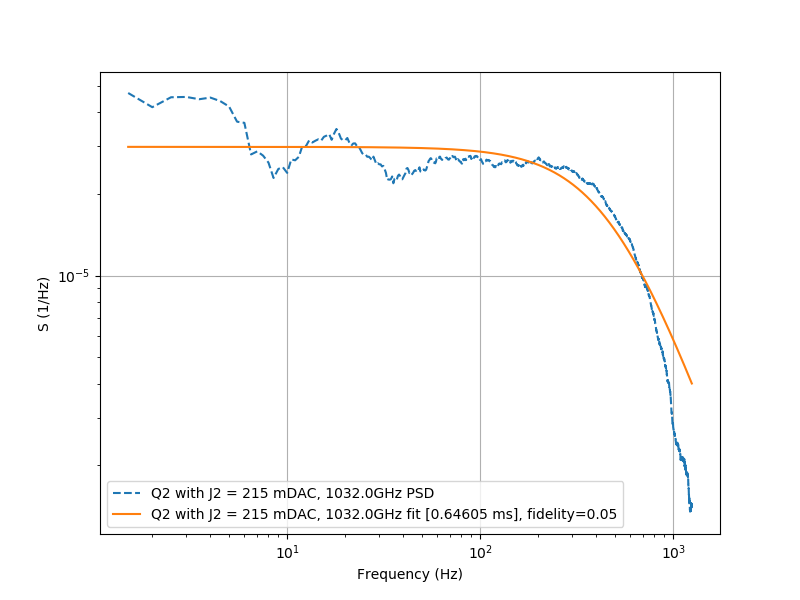 S (1/Hz)
10⁻⁵
Q2 with J2 = 215 mDAC, 1032.0GHz PSD
Q2 with J2 = 215 mDAC, 1032.0GHz fit [0.64605 ms], fidelity=0.05
10¹ 10² 10³
Frequency (Hz)